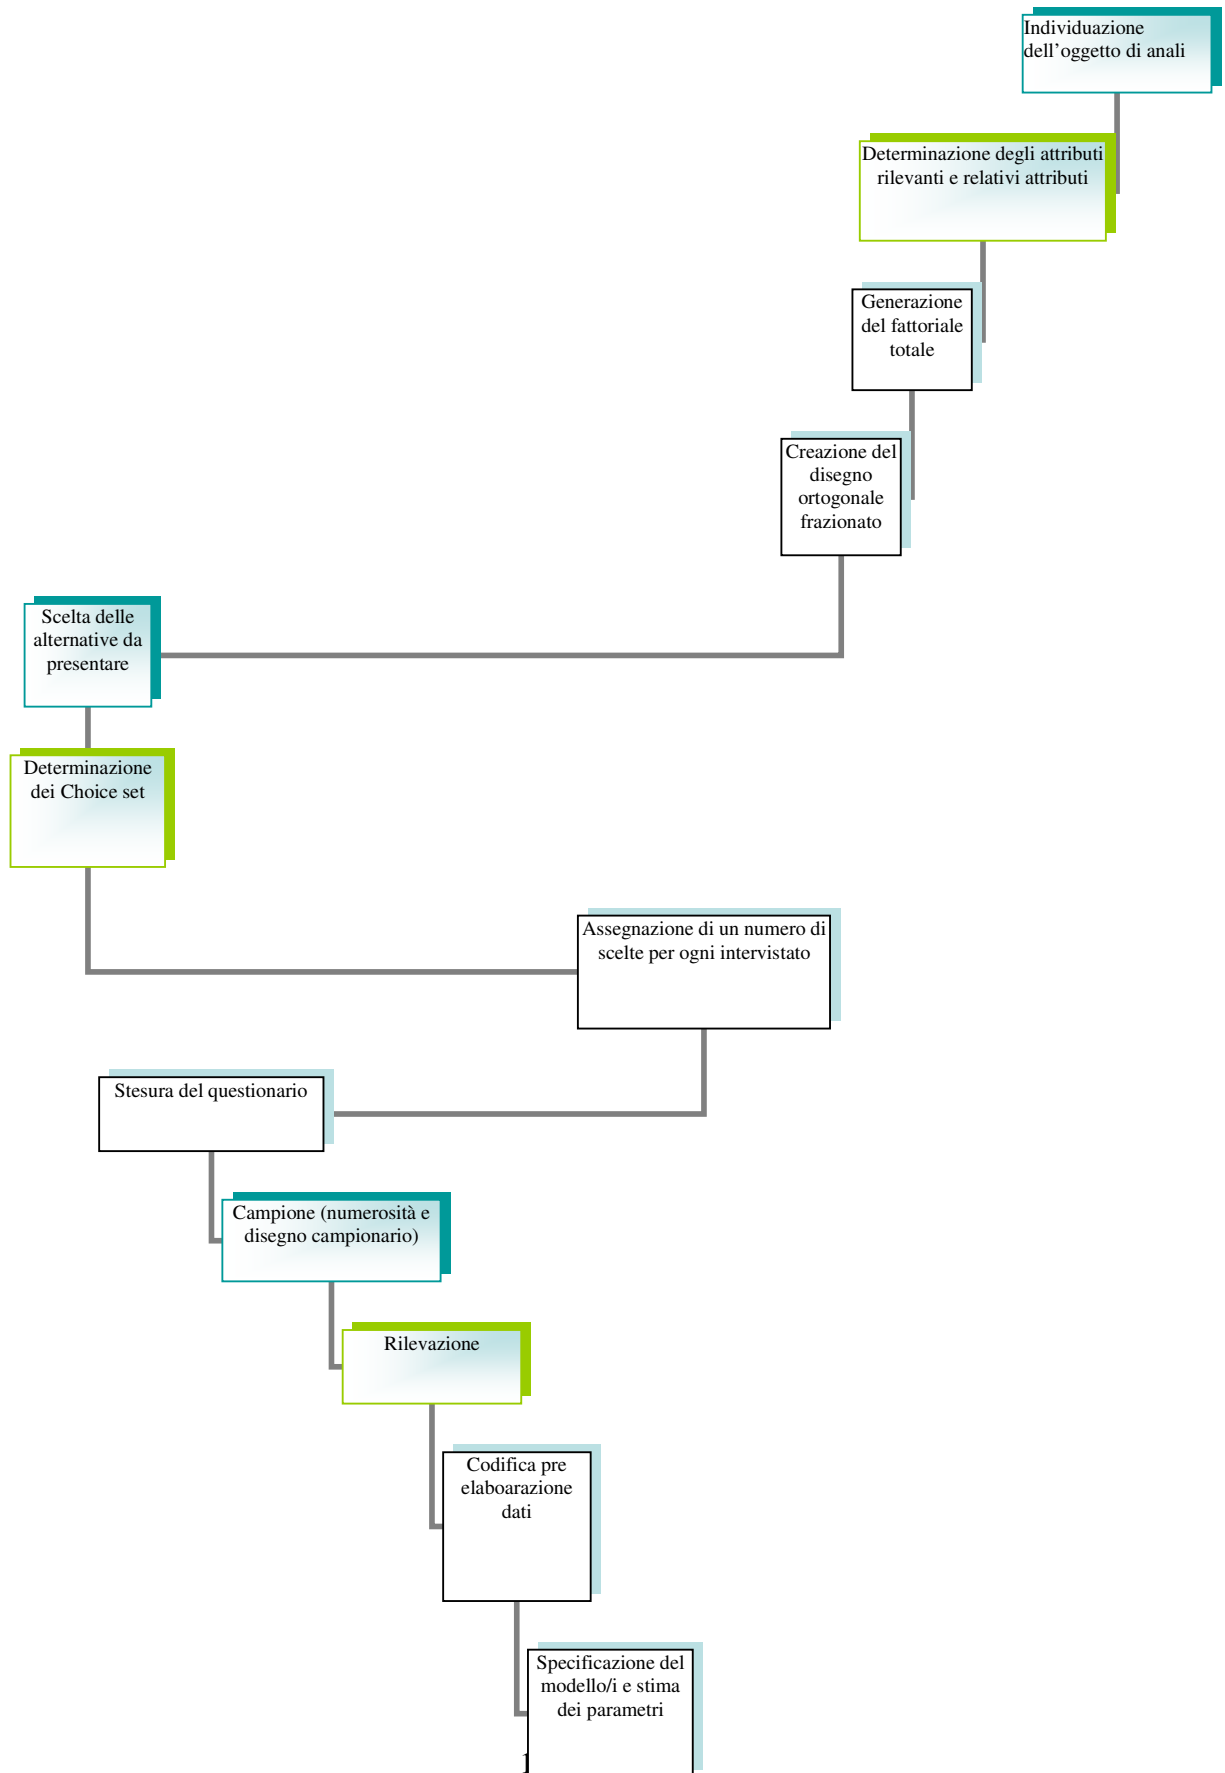 Individuazione
dell’oggetto di anali
Determinazione degli attributi
rilevanti e relativi attributi
Generazione
del fattoriale
totale
Creazione del
disegno
ortogonale
frazionato
Scelta delle
alternative da
presentare
Determinazione
dei Choice set
Assegnazione di un numero di
scelte per ogni intervistato
Stesura del questionario
Campione (numerosità e
disegno campionario)
Rilevazione
Codifica pre
elaboarazione
dati
Specificazione del
modello/i e stima
dei parametri
1